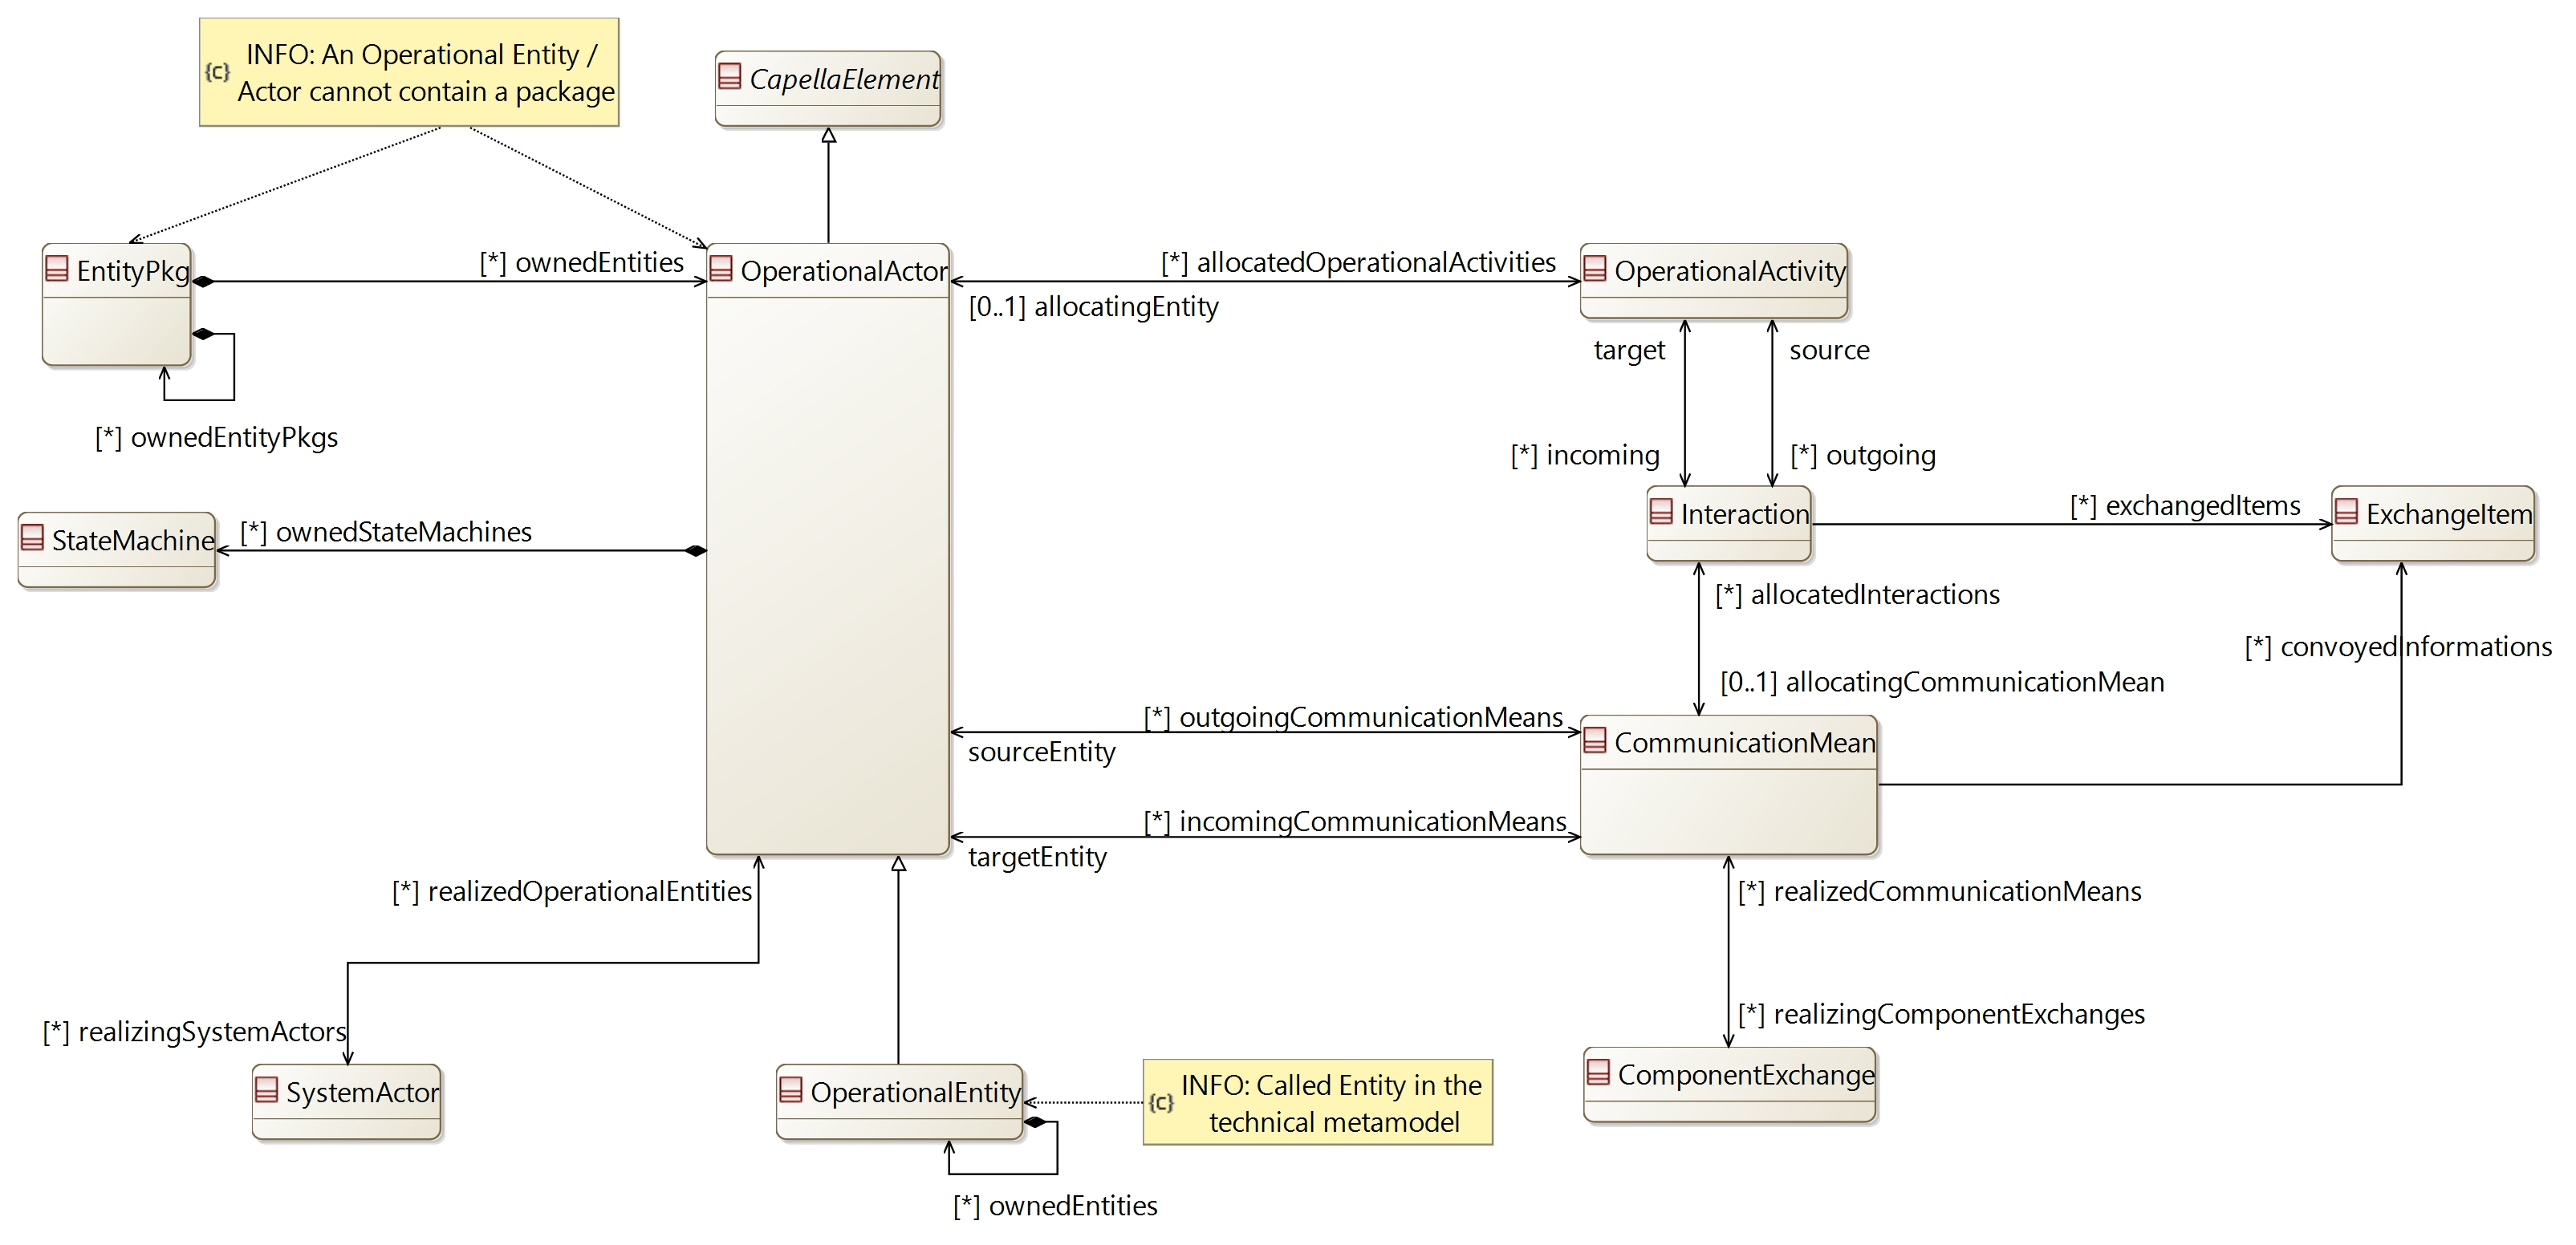 {c} INFO: An Operational Entity /
Actor cannot contain a package
CapellaElement
EntityPkg
[*] ownedEntities
OperationalActor
[*] allocatedOperationalActivities
[0..1] allocatingEntity
OperationalActivity
target
source
[*] ownedEntityPkgs
[*] incoming
[*] outgoing
StateMachine
[*] ownedStateMachines
Interaction
[*] exchangedItems
ExchangeItem
[*] allocatedInteractions
[*] convoyedInformations
[0..1] allocatingCommunicationMean
[*] outgoingCommunicationMeans
sourceEntity
CommunicationMean
[*] incomingCommunicationMeans
targetEntity
[*] realizedOperationalEntities
[*] realizedCommunicationMeans
[*] realizingSystemActors
[*] realizingComponentExchanges
SystemActor
OperationalEntity
{c} INFO: Called Entity in the
technical metamodel
ComponentExchange
[*] ownedEntities